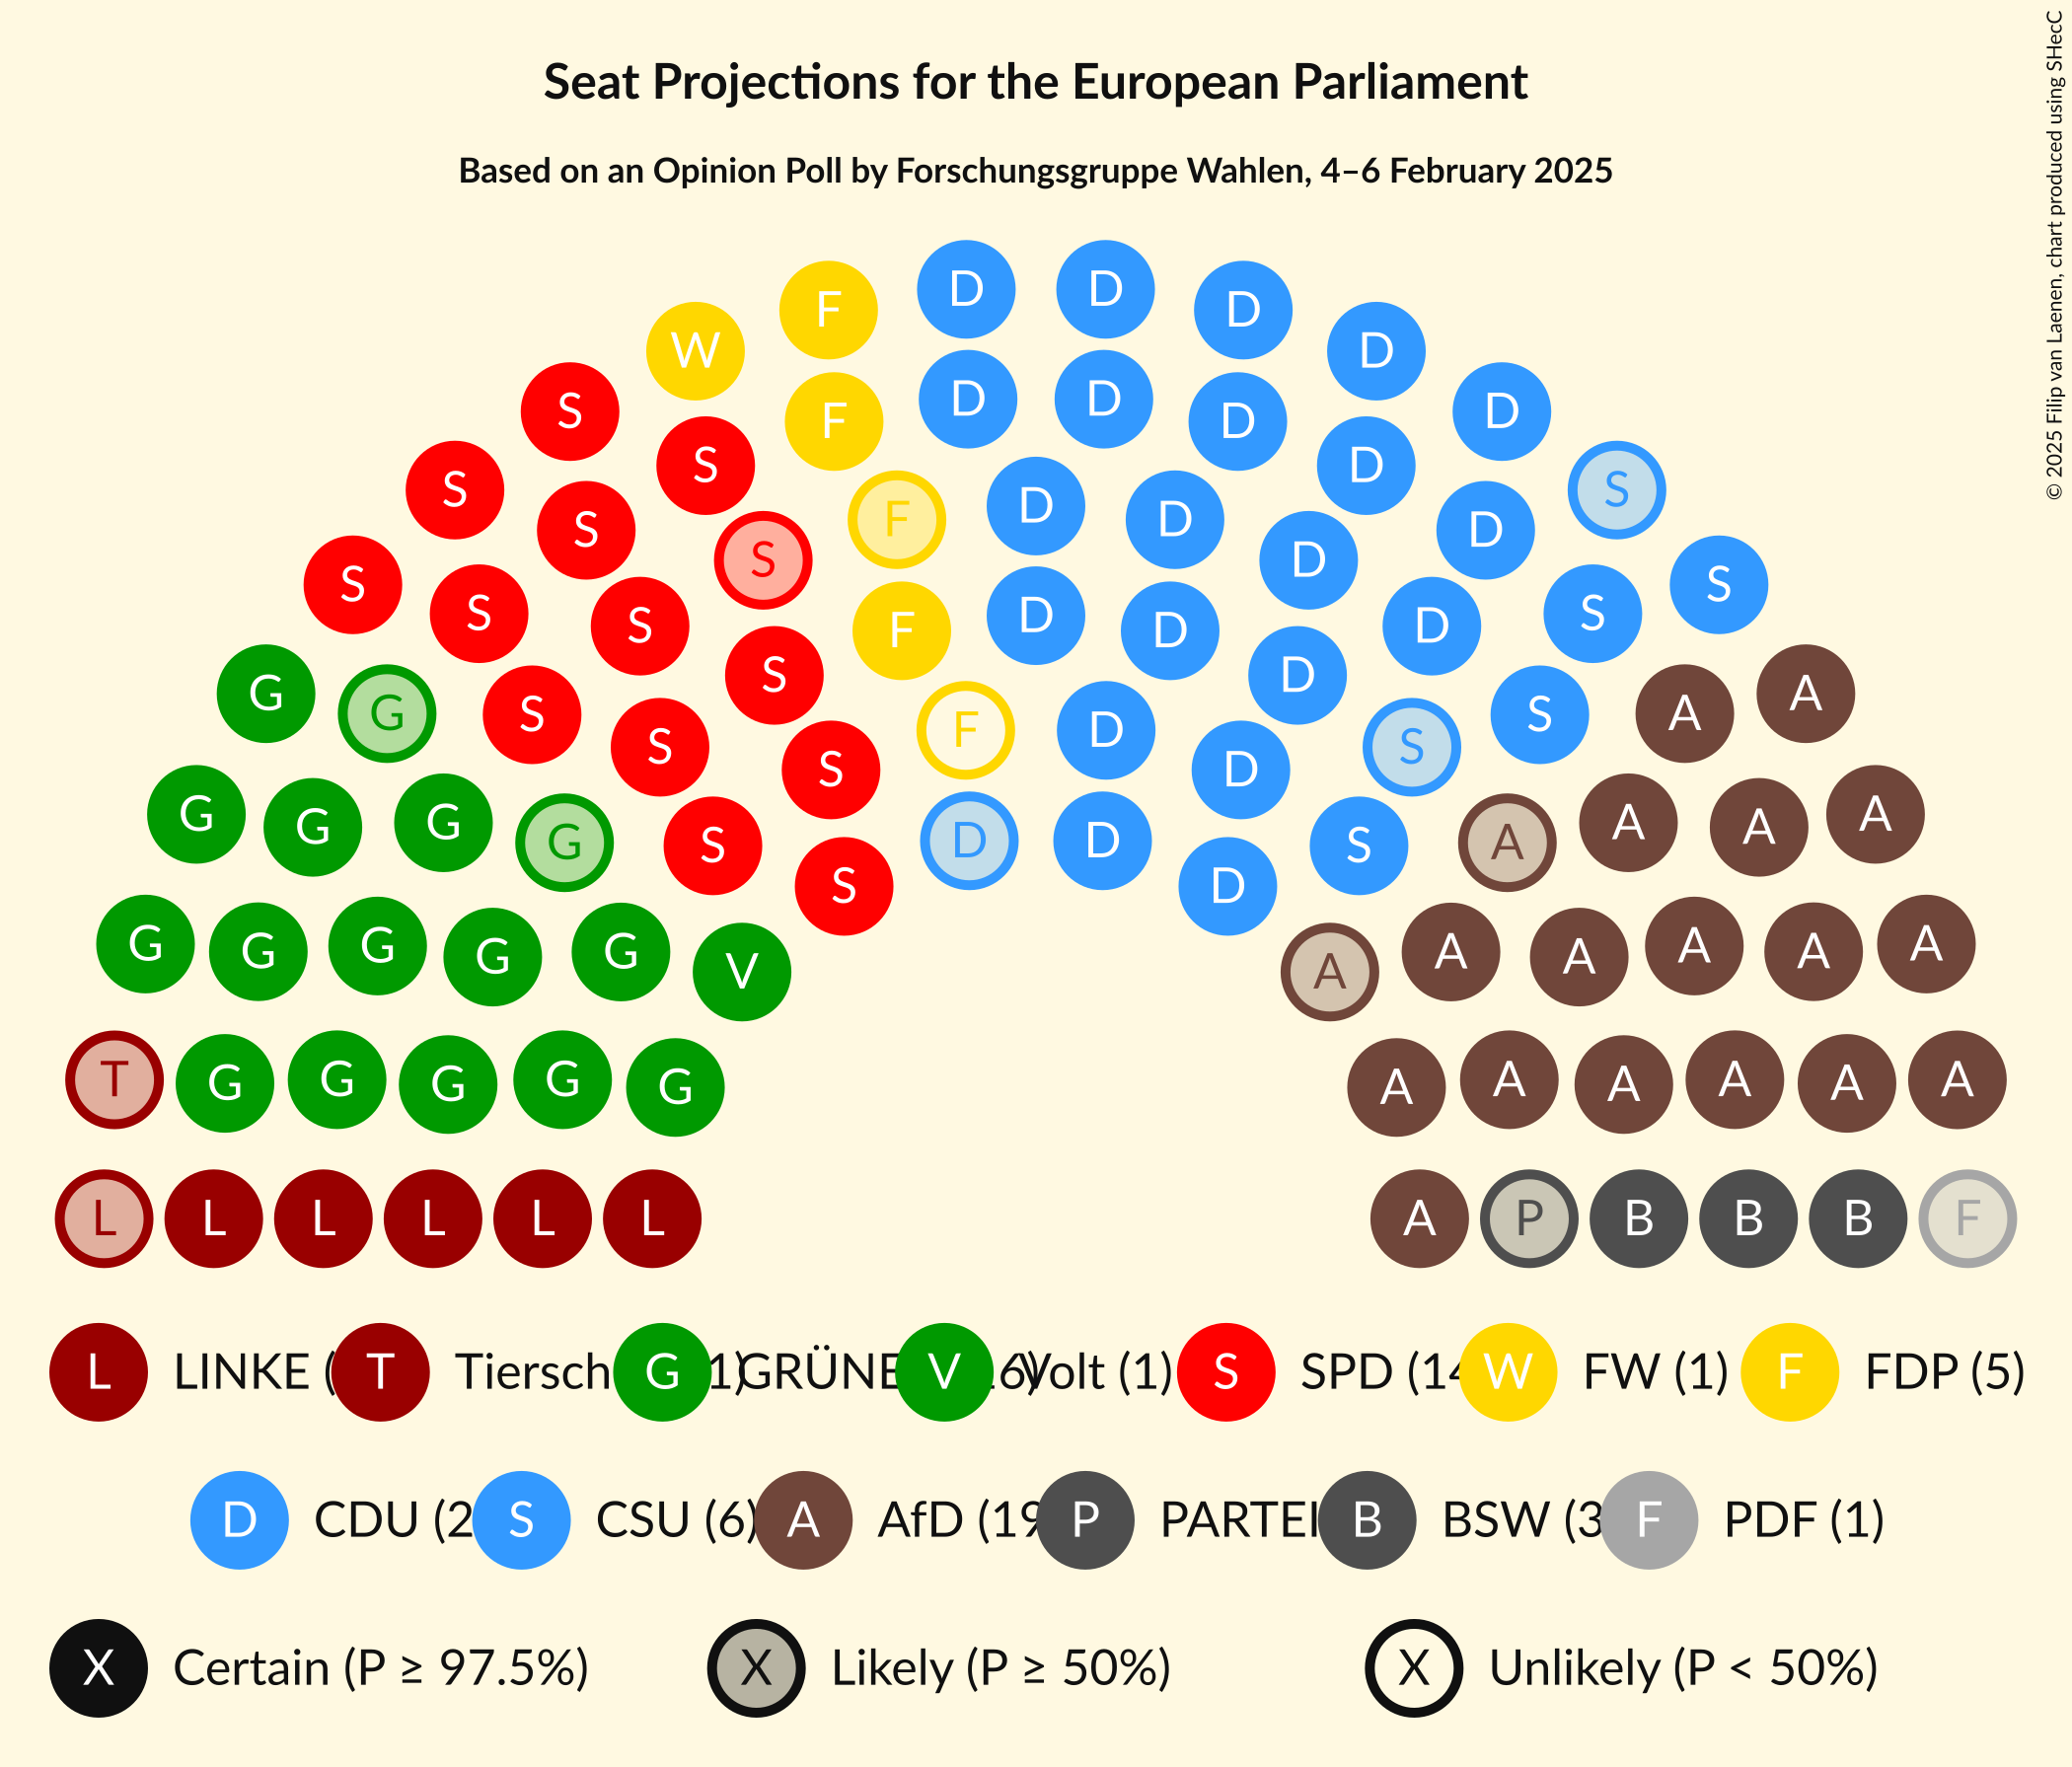 Seat Projections for the European Parliament
Based on an Opinion Poll by Forschungsgruppe Wahlen, 4–6 February 2025
© 2025 Filip van Laenen, chart produced using SHecC
F D D D
W D
S F D D D D
S S D S
S F D D D
S S S D D S S
S S F D D D S
G G S S D D S A A
S F D S
G G G G S D D A A A A
S S D D D S
G G G G G V A A A A A A
T G G G G G A A A A A A
L L L L L L A P B B B F
L LINKE ( T Tiersch G 1) GRÜNE V 6) Volt (1) S SPD (14 W FW (1) F FDP (5)
D CDU (2 S CSU (6) A AfD (19 P PARTEI B BSW (3 F PDF (1)
X Certain (P ≥ 97.5%) X Likely (P ≥ 50%) X Unlikely (P < 50%)